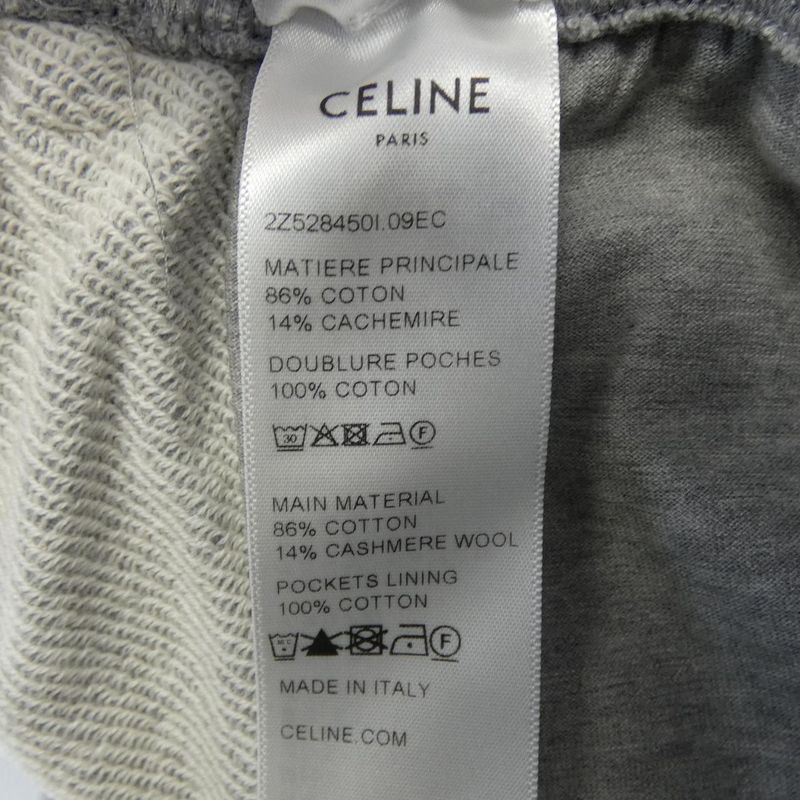 CELINE
PARIS
2Z528450I.09EC
MATIERE PRINCIPALE
86% COTON
14% CACHEMIRE
DOUBLURE POCHES
100% COTON
30
F
MAIN MATERIAL
86% COTTON
14% CASHMERE WOOL
POCKETS LINING
100% COTTON
F
MADE IN ITALY
CELINE.COM